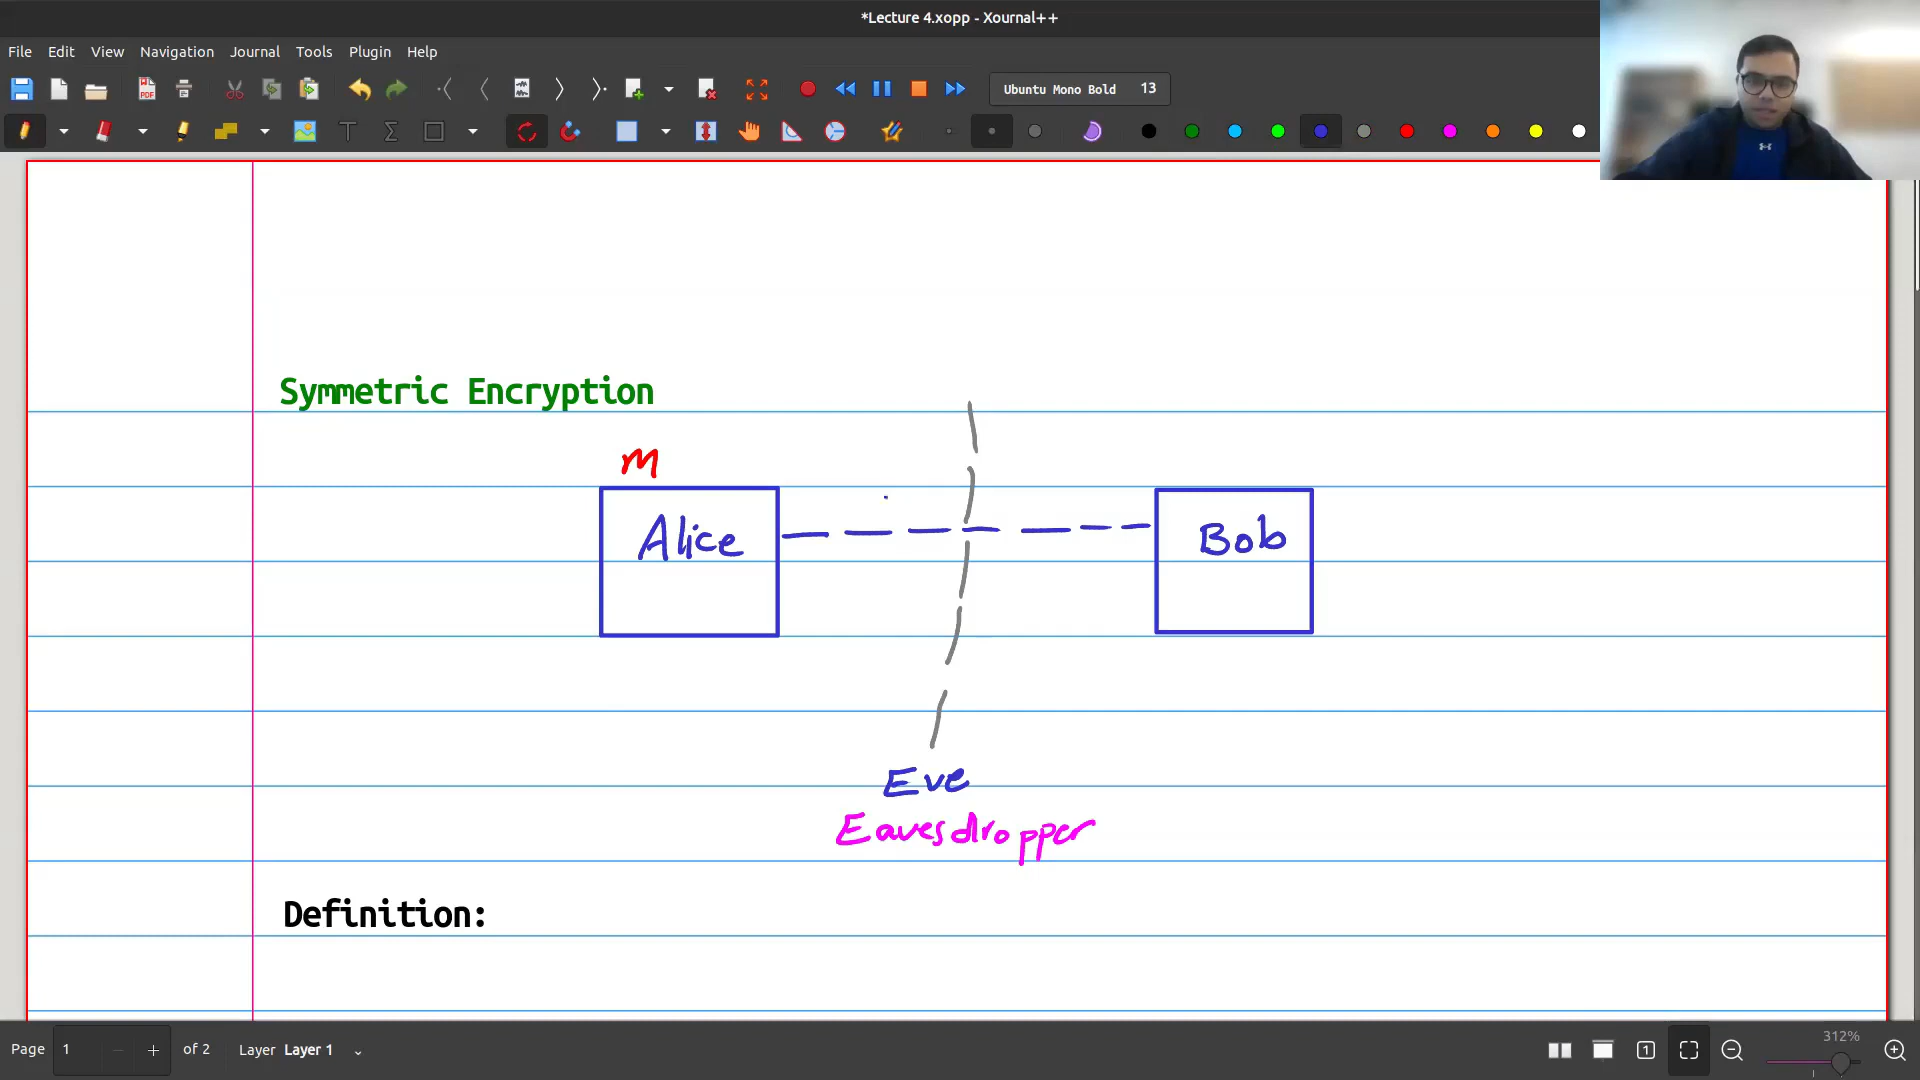 *Lecture 4.xopp - Xournal++
File Edit View Navigation Journal Tools Plugin Help
PDF
Ubuntu Mono Bold 13
Symmetric Encryption
m
Alice
Bob
Eve
Eavesdropper
Definition:
Page 1 of 2 Layer Layer 1
312%